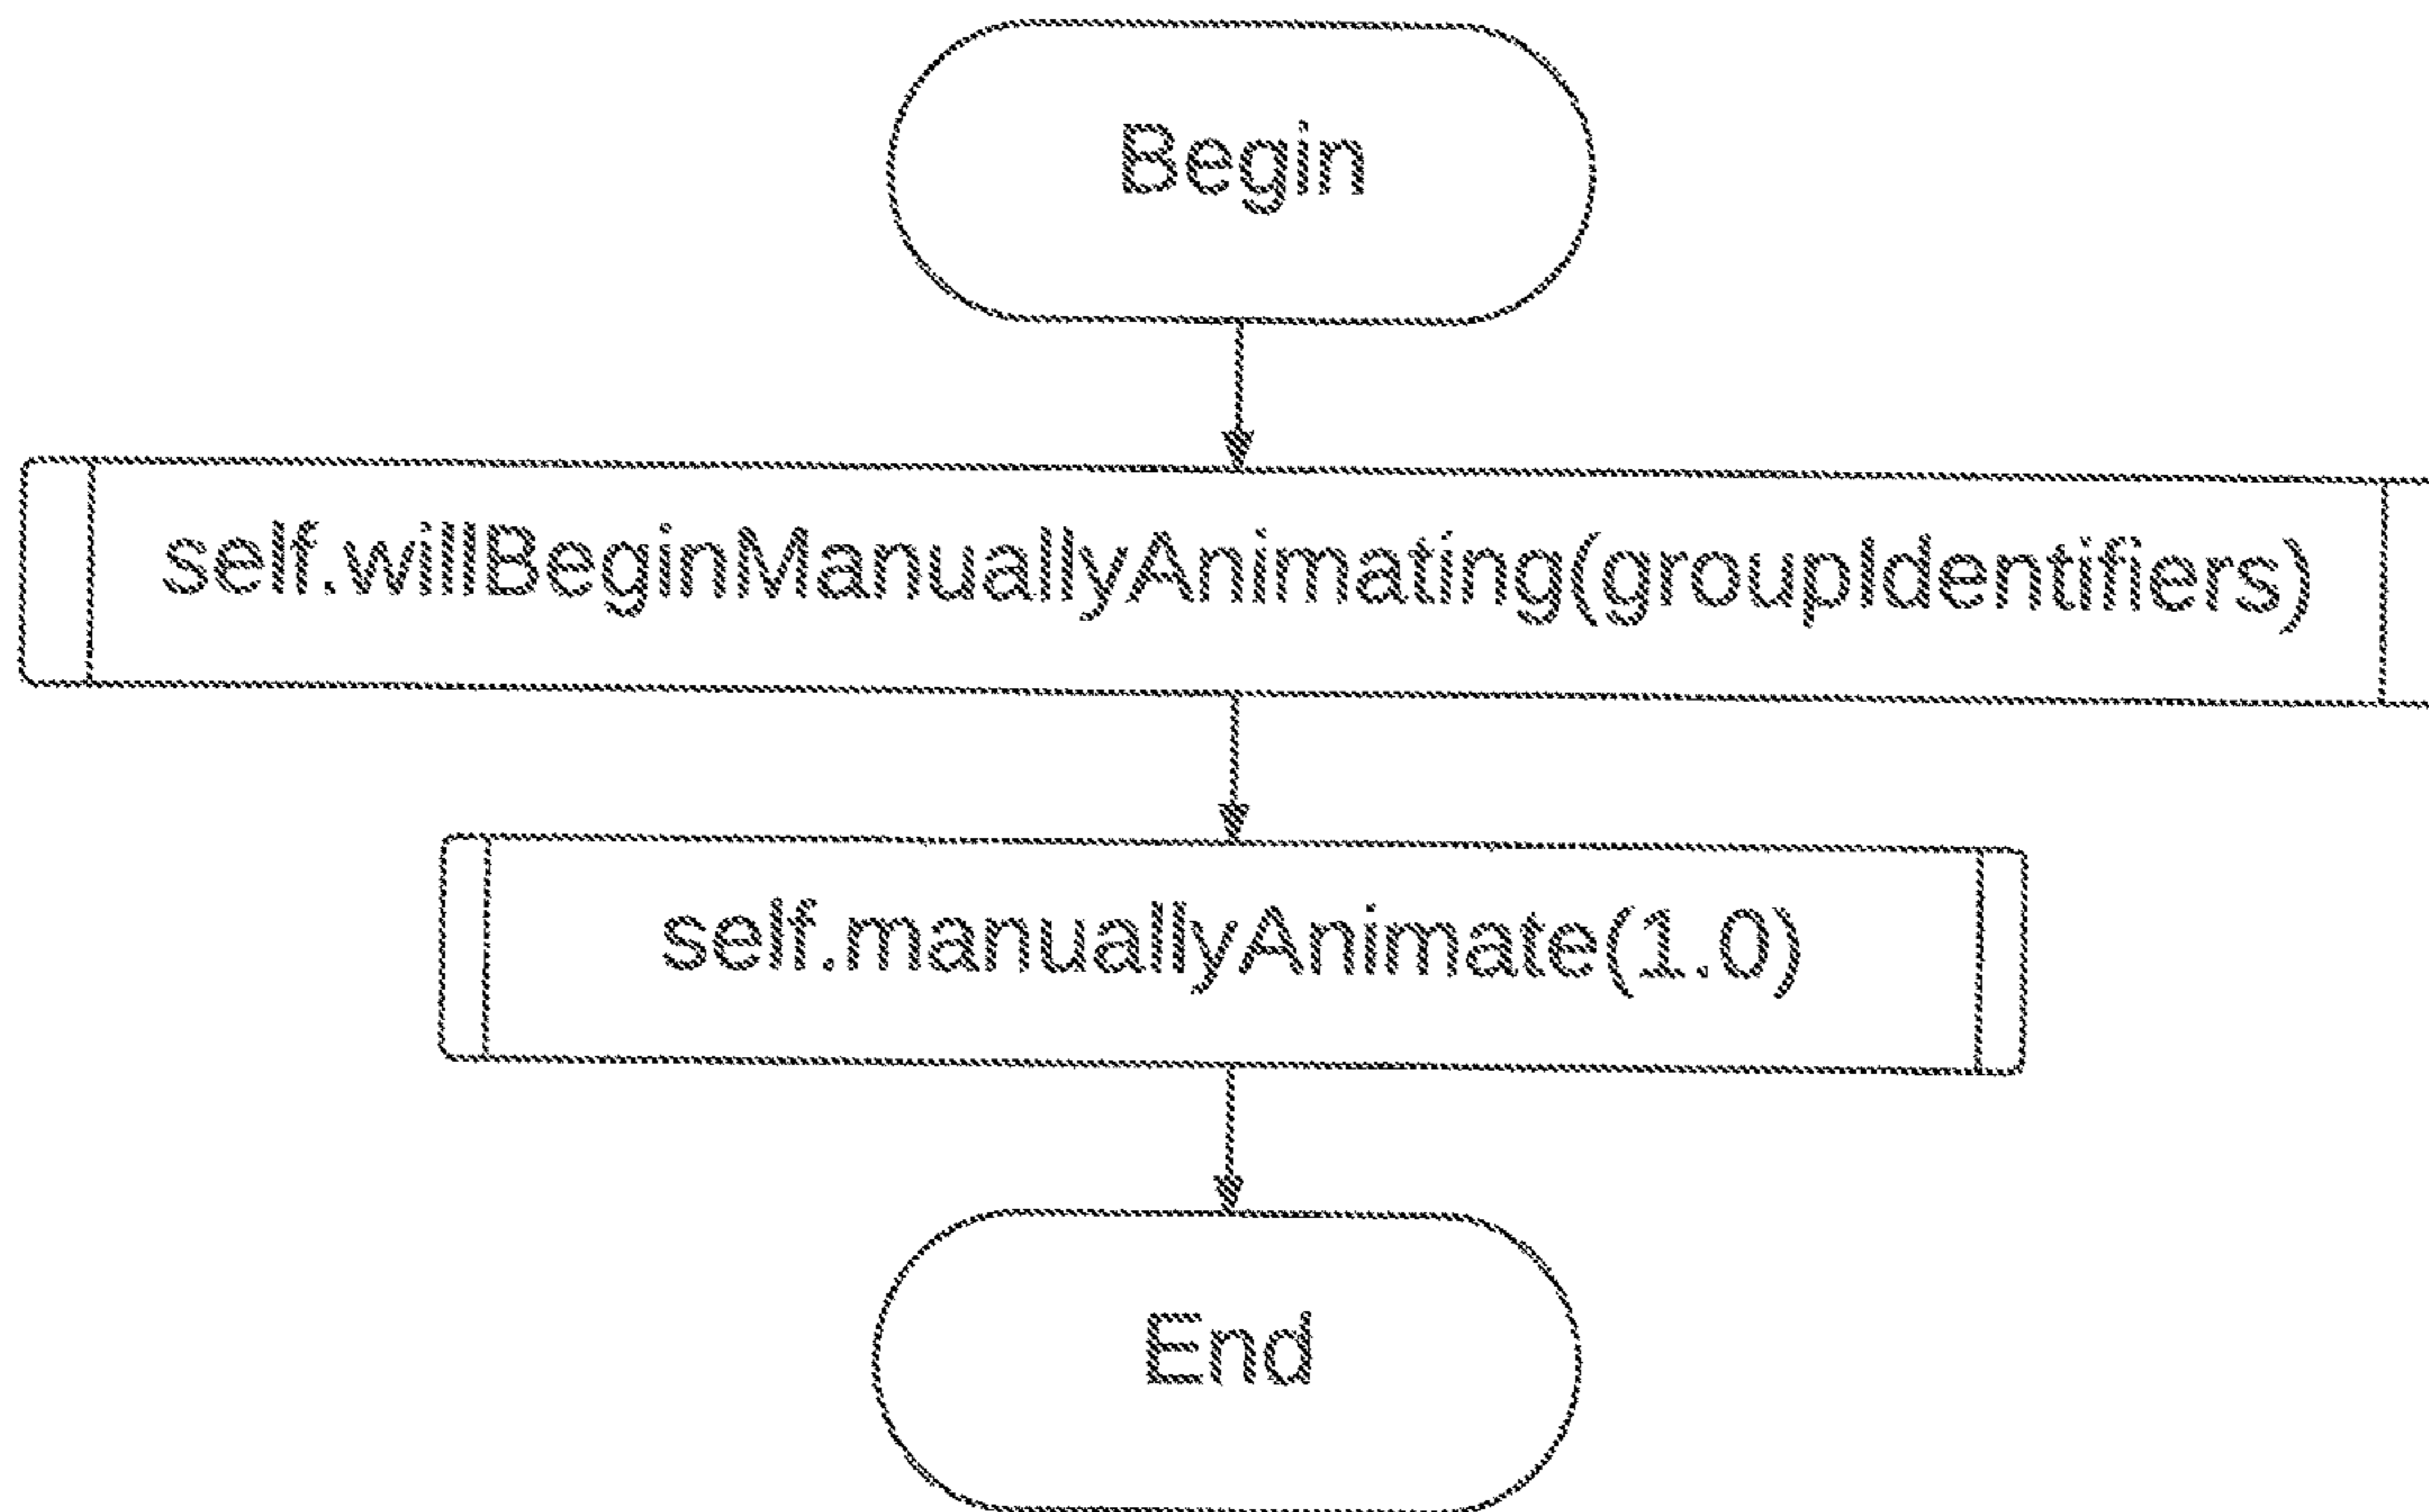 Begin
self.willBeginManuallyAnimating(groupIdentifiers)
self.manuallyAnimate(1.0)
End